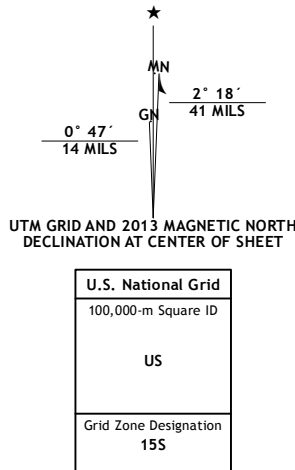 MN
GN
2° 18´
41 MILS
0° 47´
14 MILS
UTM GRID AND 2013 MAGNETIC NORTH
DECLINATION AT CENTER OF SHEET
U.S. National Grid
100,000-m Square ID
US
Grid Zone Designation
15S